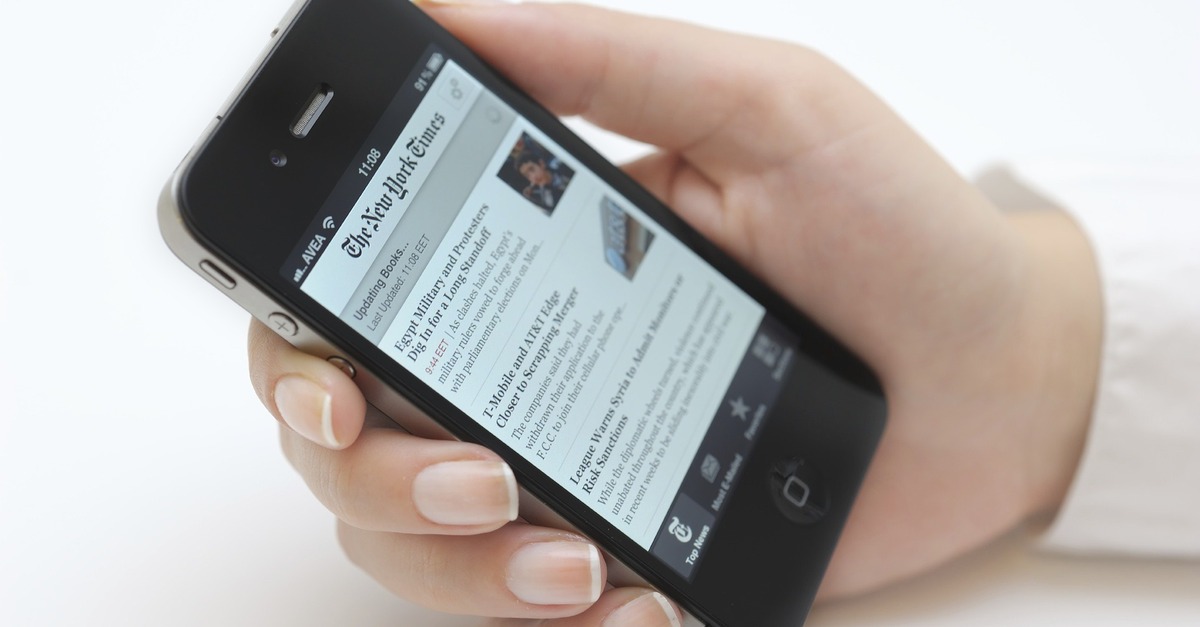 AVEA 11:08 91 %
The New York Times
Updating Books...
Last Updated: 11:08 EET
Egypt Military and Protesters
Dig In for a Long Standoff
9:44 EET | As clashes halted, Egypt's
military rulers vowed to forge ahead
with parliamentary elections on Mon...
T-Mobile and AT&T Edge
Closer to Scrapping Merger
The companies said they had
withdrawn their application to the
F.C.C. to join their cellular phone ope...
AT&T
League Warns Syria to Admit Monitors or
Risk Sanctions
While the diplomatic wheels turned,
unabated throughout the country, which has
in recent weeks to be sliding inexorably
T
Top News
Most E-Mailed
Favorites